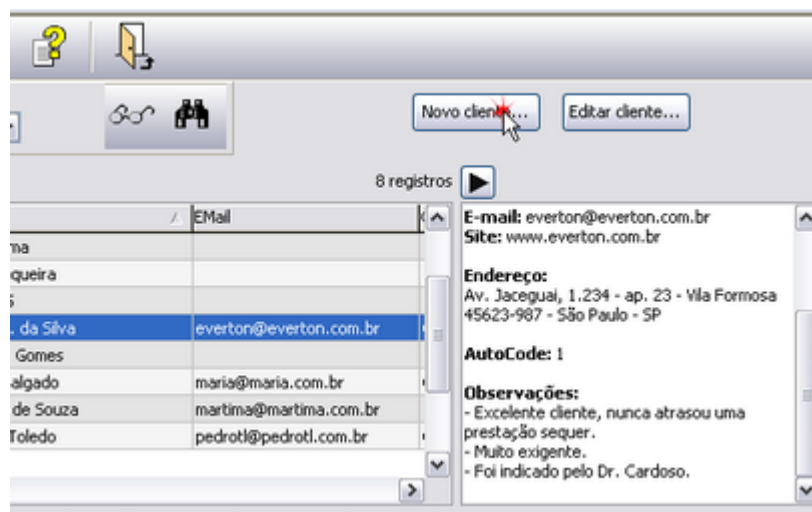 Novo cliente...
Editar cliente...
8 registros
EMail
ma
queira
. da Silva everton@everton.com.br
Gomes
algado maria@maria.com.br
de Souza martima@martima.com.br
Toledo pedrotl@pedrotl.com.br
E-mail: everton@everton.com.br
Site: www.everton.com.br
Endereço:
Av. Jaceguai, 1.234 - ap. 23 - Vila Formosa
45623-987 - São Paulo - SP
AutoCode: 1
Observações:
- Excelente cliente, nunca atrasou uma
prestação sequer.
- Muito exigente.
- Foi indicado pelo Dr. Cardoso.